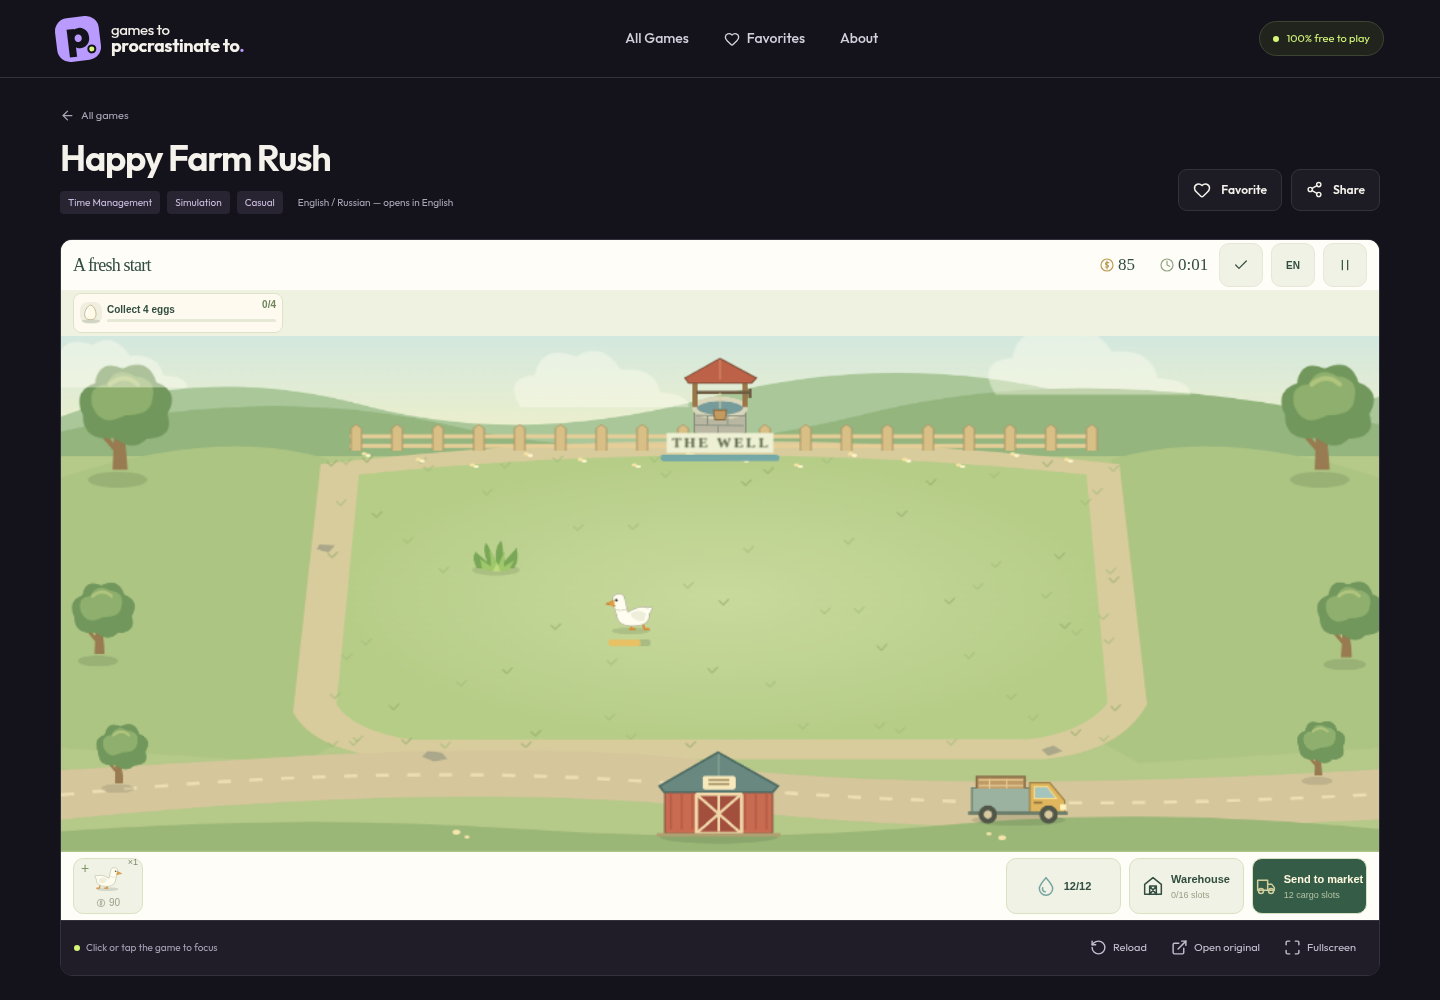 games to
procrastinate to.
All Games
Favorites
About
100% free to play
All games
Happy Farm Rush
Time Management
Simulation
Casual
English / Russian — opens in English
Favorite
Share
A fresh start
85
0:01
EN
Collect 4 eggs
0/4
THE WELL
+
×1
90
12/12
Warehouse
0/16 slots
Send to market
12 cargo slots
Click or tap the game to focus
Reload
Open original
Fullscreen